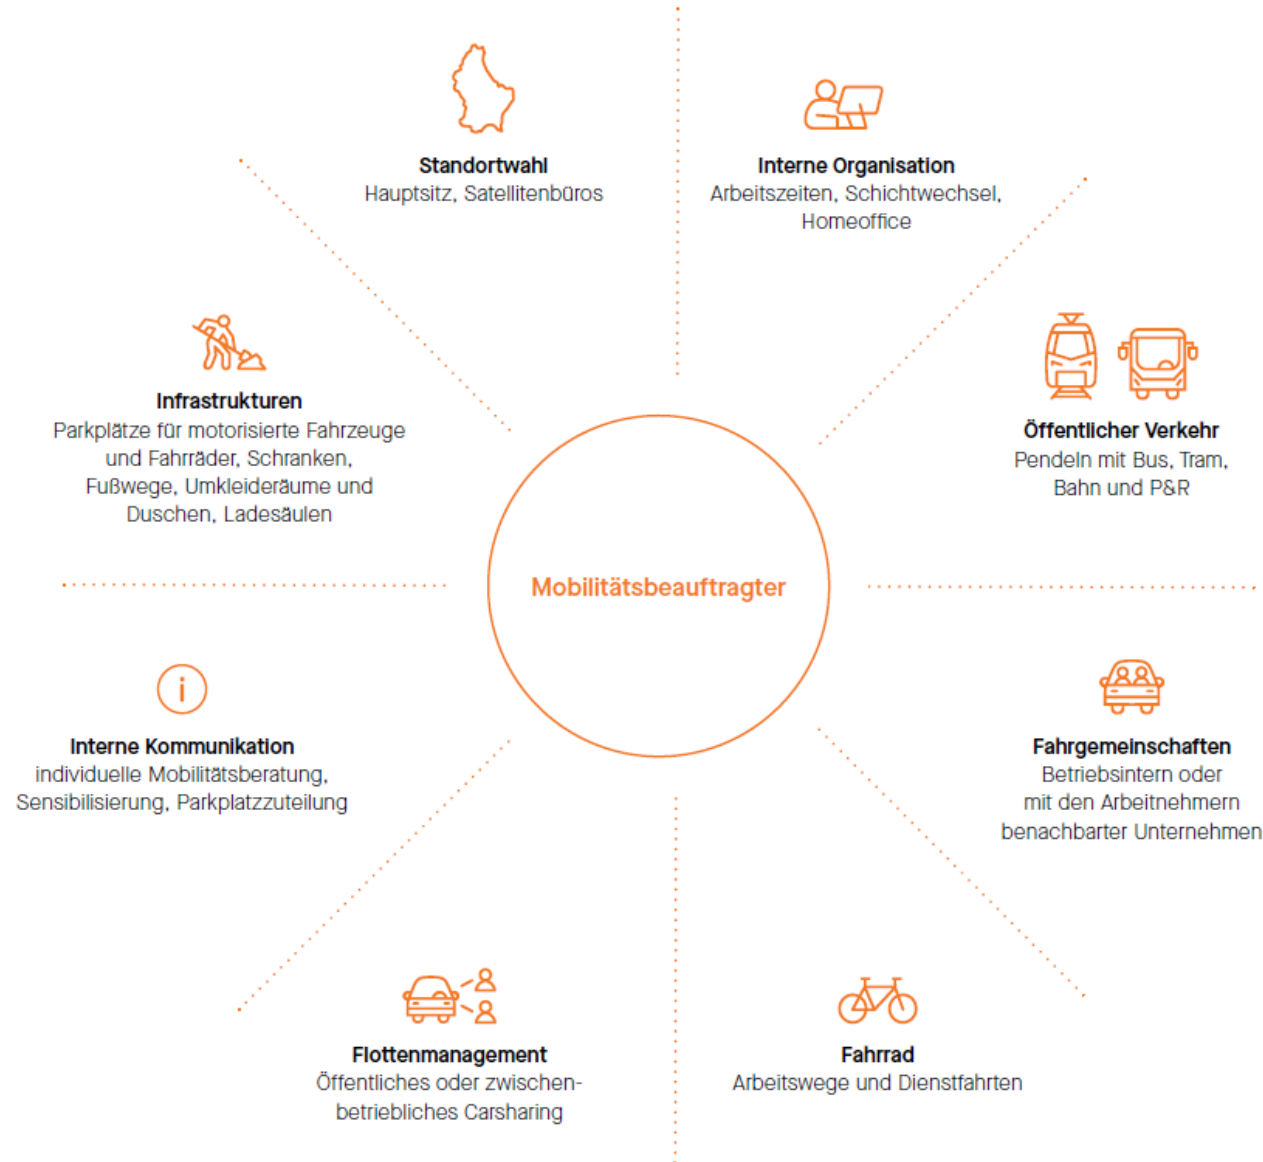 Standortwahl
Hauptsitz, Satellitenbüros
Interne Organisation
Arbeitszeiten, Schichtwechsel,
Homeoffice
Infrastrukturen
Parkplätze für motorisierte Fahrzeuge
und Fahrräder, Schranken,
Fußwege, Umkleideräume und
Duschen, Ladesäulen
Öffentlicher Verkehr
Pendeln mit Bus, Tram,
Bahn und P&R
Mobilitätsbeauftragter
i
Interne Kommunikation
individuelle Mobilitätsberatung,
Sensibilisierung, Parkplatzzuteilung
Fahrgemeinschaften
Betriebsintern oder
mit den Arbeitnehmern
benachbarter Unternehmen
Flottenmanagement
Öffentliches oder zwischen-
betriebliches Carsharing
Fahrrad
Arbeitswege und Dienstfahrten